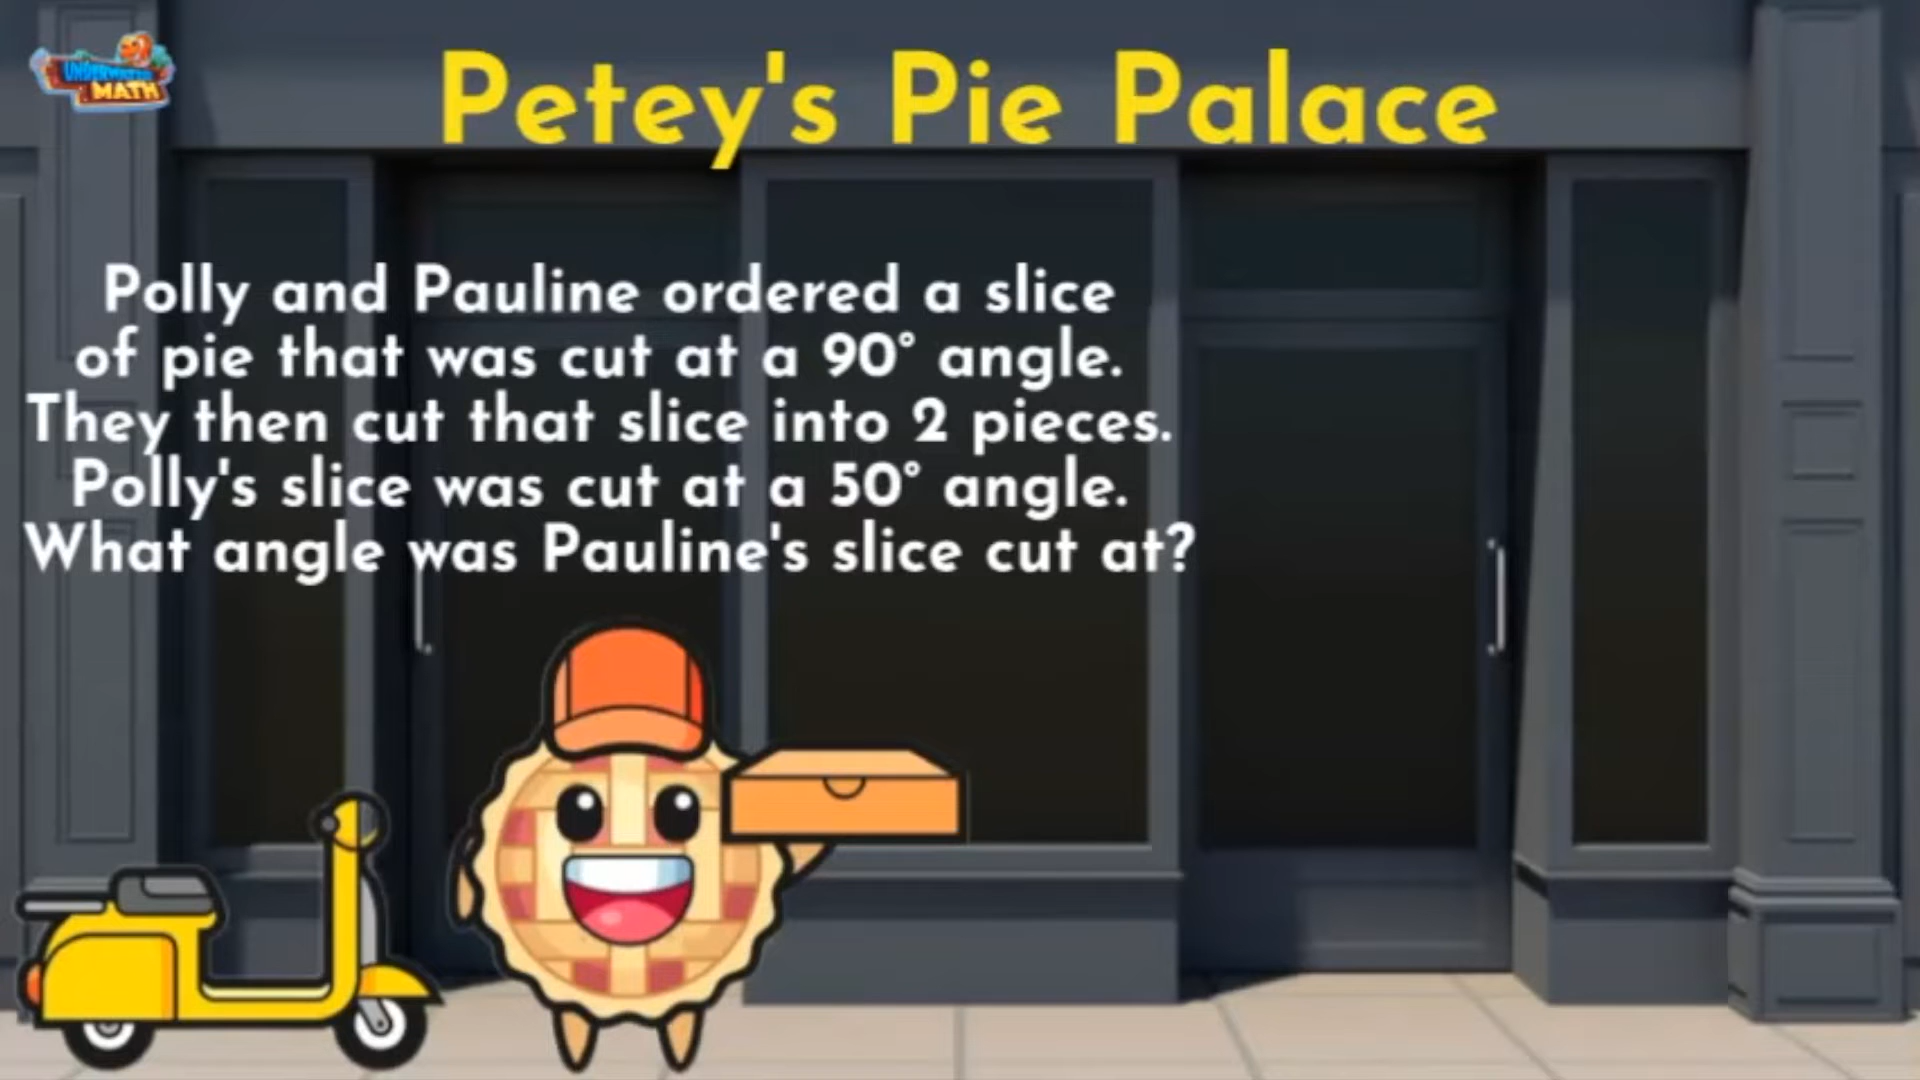 UNDERWATER
MATH
Petey's Pie Palace
Polly and Pauline ordered a slice
of pie that was cut at a 90° angle.
They then cut that slice into 2 pieces.
Polly's slice was cut at a 50° angle.
What angle was Pauline's slice cut at?